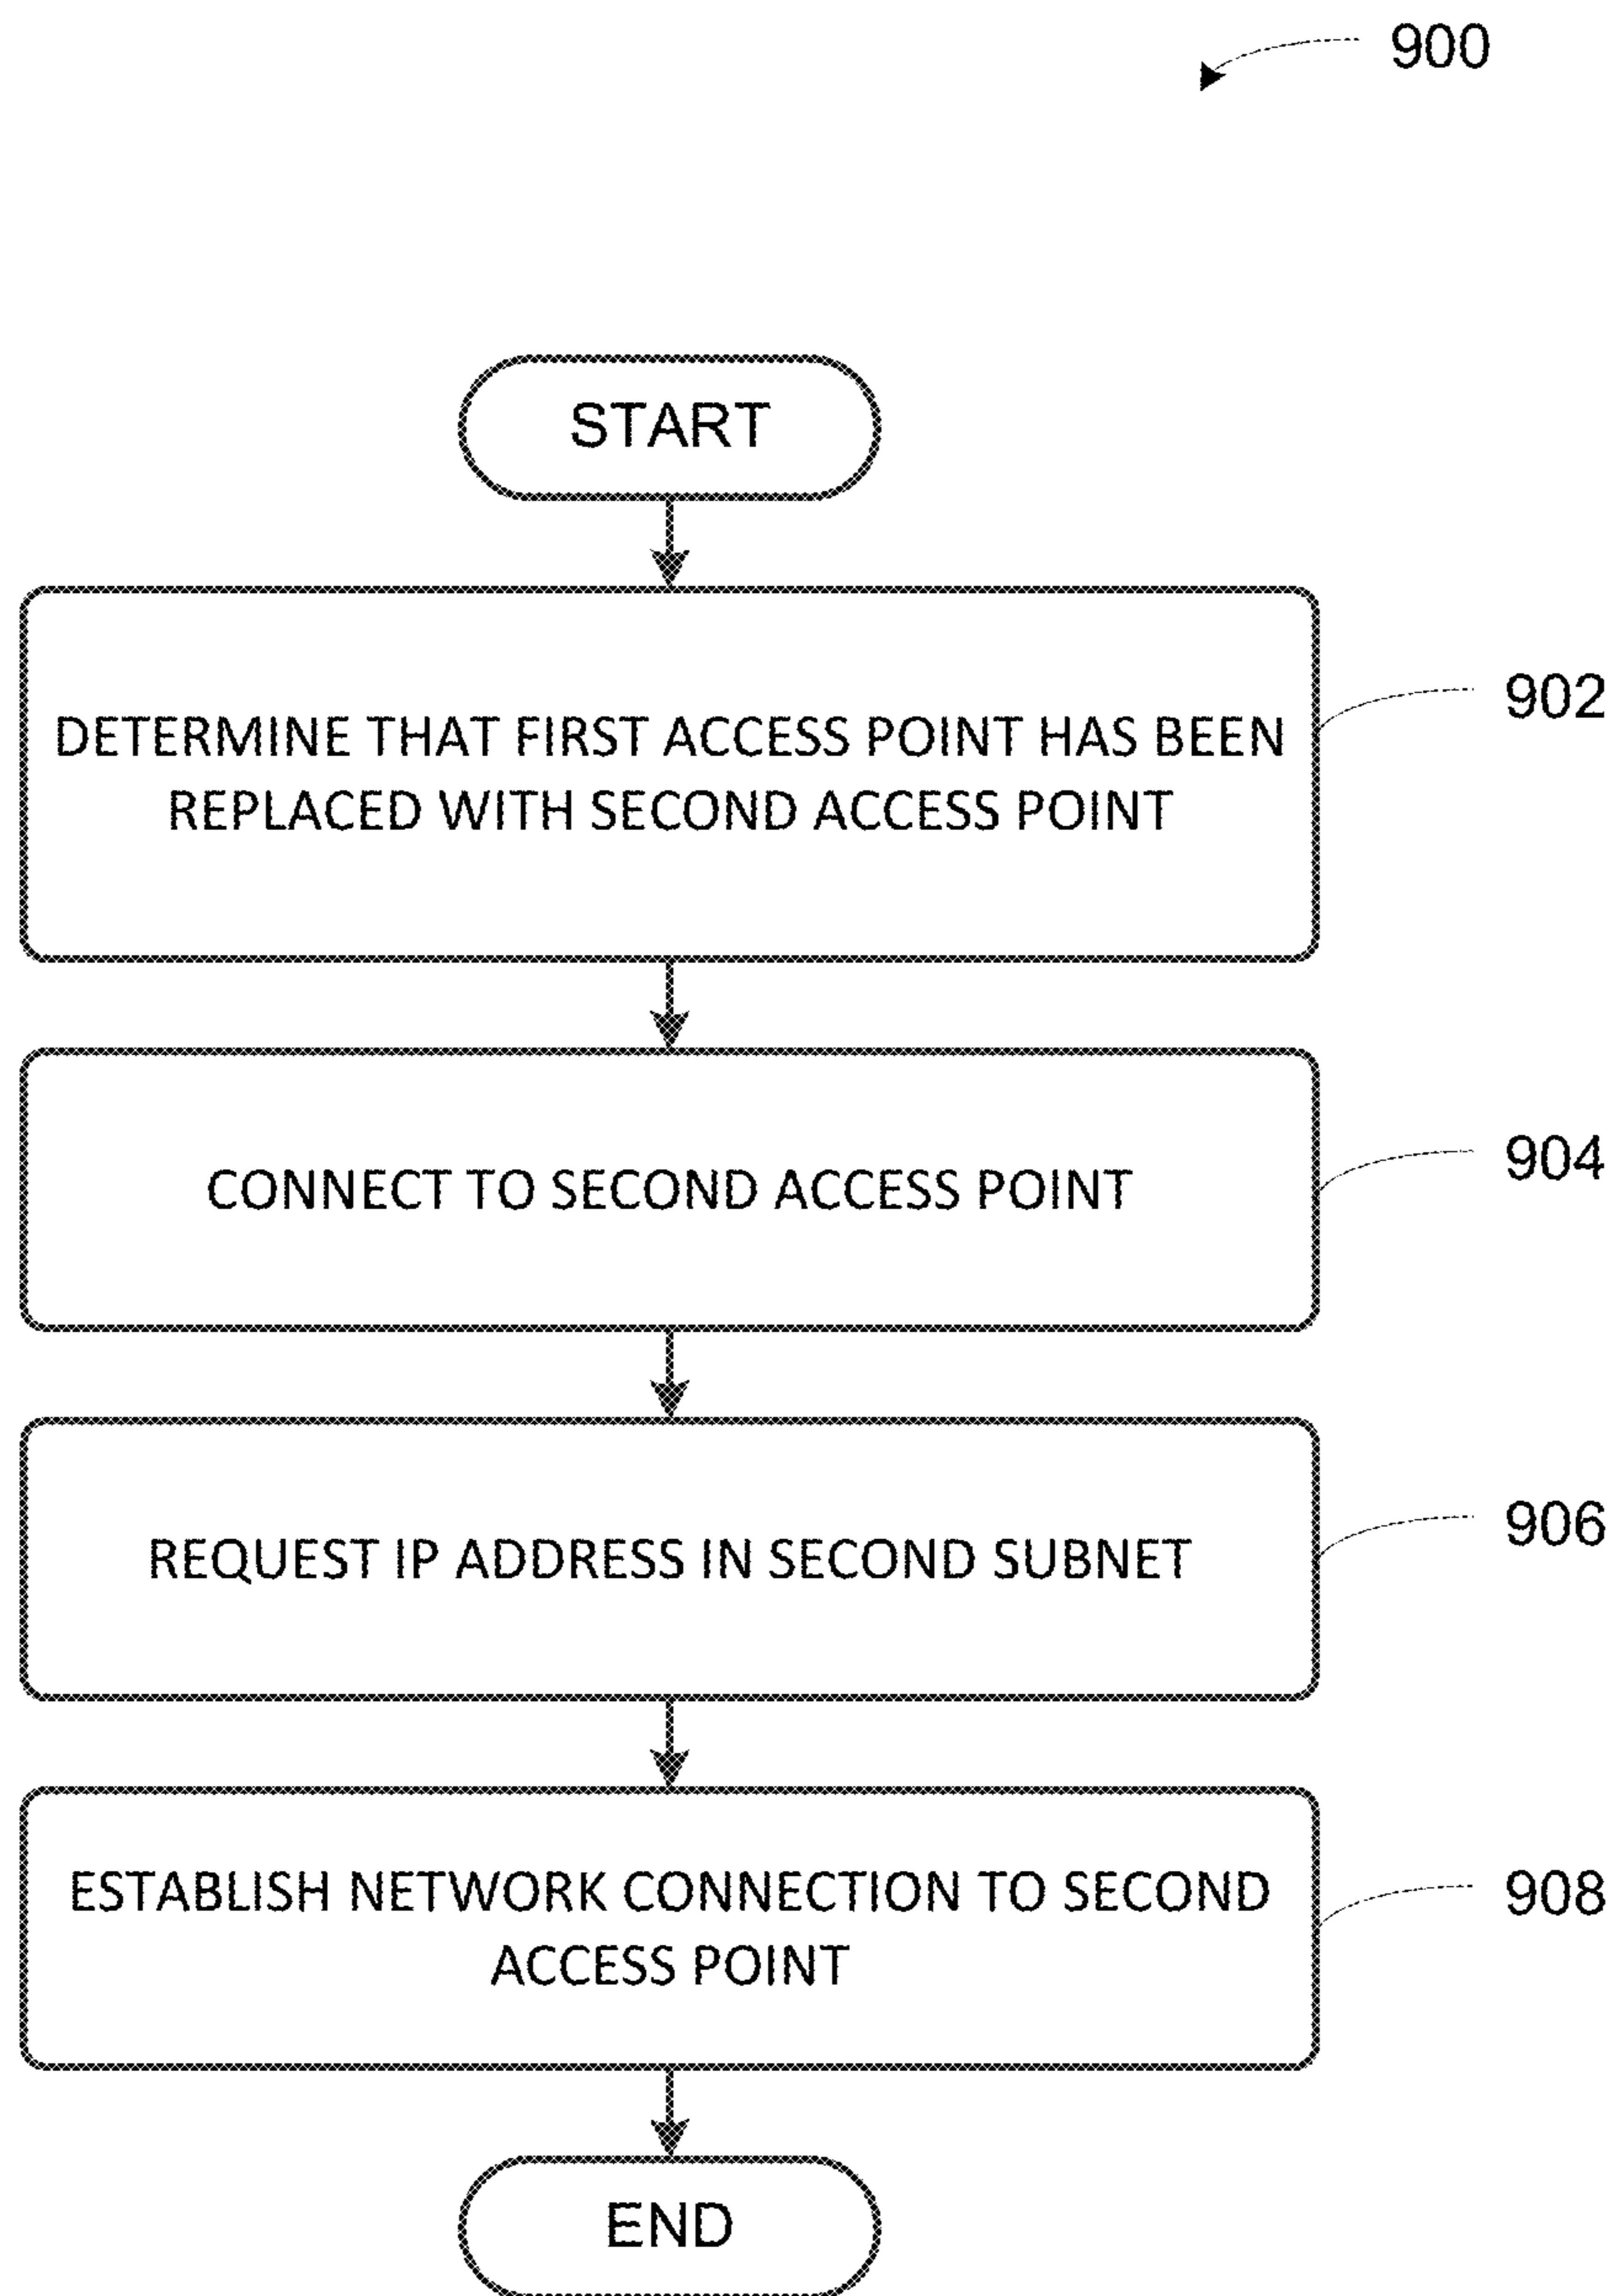 900
START
DETERMINE THAT FIRST ACCESS POINT HAS BEEN
REPLACED WITH SECOND ACCESS POINT
902
CONNECT TO SECOND ACCESS POINT
904
REQUEST IP ADDRESS IN SECOND SUBNET
906
ESTABLISH NETWORK CONNECTION TO SECOND
ACCESS POINT
908
END